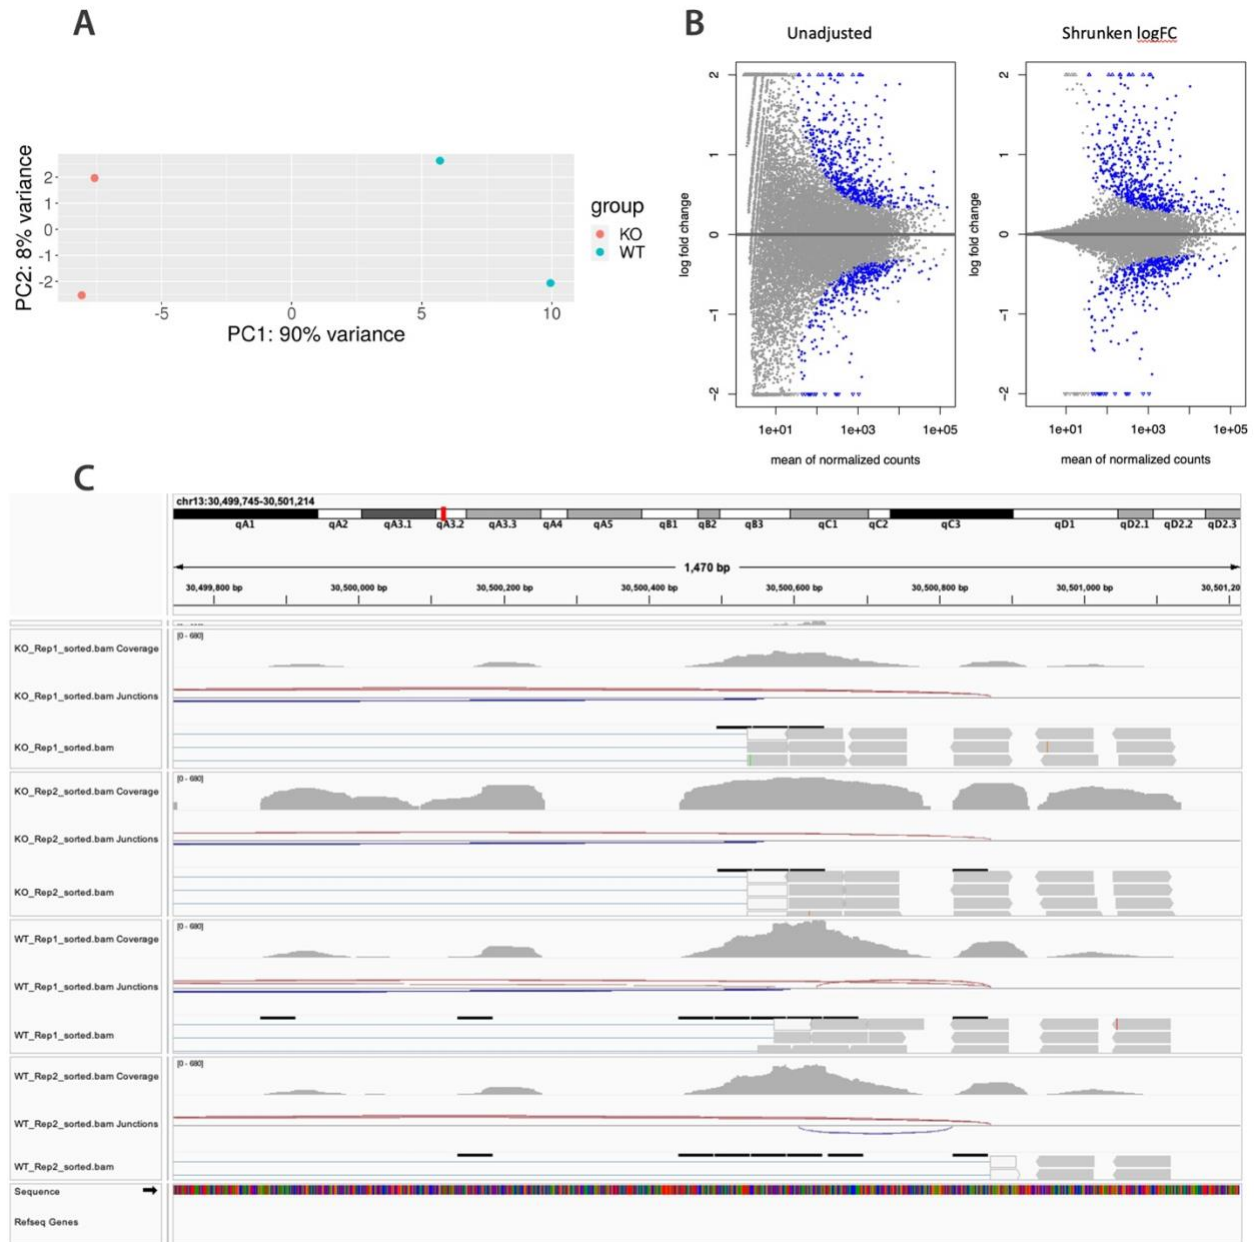 A
PC2: 8% variance
2
1
0
-1
-2
-5
0
5
10
PC1: 90% variance
group
KO
WT
B
Unadjusted
Shrunken logFC
log fold change
2
1
0
−1
−2
1e+01
1e+03
1e+05
mean of normalized counts
log fold change
2
1
0
−1
−2
1e+01
1e+03
1e+05
mean of normalized counts
C
chr13:30,499,745-30,501,214
qA1 qA2 qA3.1 qA3.2 qA3.3 qA4 qA5 qB1 qB2 qB3 qC1 qC2 qC3 qD1 qD2.1 qD2.2 qD2.3
1,470 bp
30,499,800 bp 30,500,000 bp 30,500,200 bp 30,500,400 bp 30,500,600 bp 30,500,800 bp 30,501,000 bp 30,501,20
[0 - 680]
KO_Rep1_sorted.bam Coverage
KO_Rep1_sorted.bam Junctions
KO_Rep1_sorted.bam
[0 - 680]
KO_Rep2_sorted.bam Coverage
KO_Rep2_sorted.bam Junctions
KO_Rep2_sorted.bam
[0 - 680]
WT_Rep1_sorted.bam Coverage
WT_Rep1_sorted.bam Junctions
WT_Rep1_sorted.bam
[0 - 680]
WT_Rep2_sorted.bam Coverage
WT_Rep2_sorted.bam Junctions
WT_Rep2_sorted.bam
Sequence
Refseq Genes